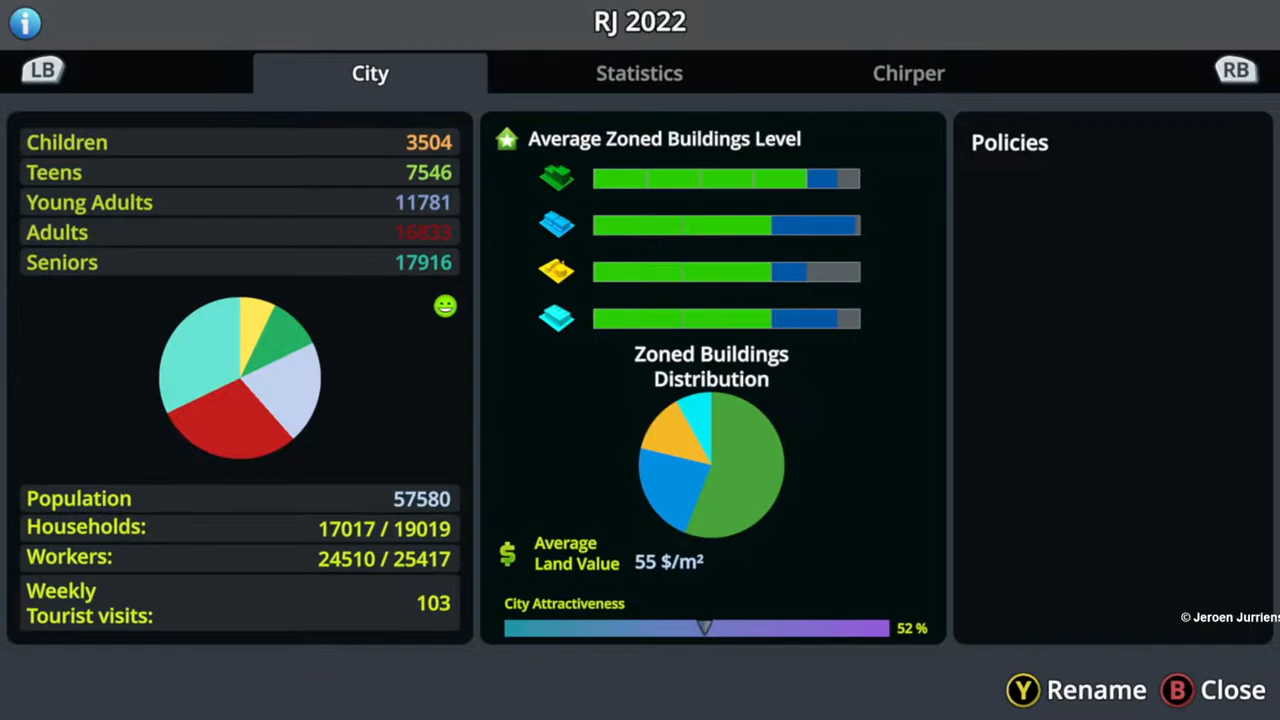 RJ 2022
LB
City
Statistics
Chirper
RB
Children 3504
Teens 7546
Young Adults 11781
Adults 16833
Seniors 17916
Population 57580
Households: 17017 / 19019
Workers: 24510 / 25417
Weekly
Tourist visits: 103
Average Zoned Buildings Level
Zoned Buildings
Distribution
$ Average
Land Value 55 $/m²
City Attractiveness
52 %
Policies
© Jeroen Jurriens
Y Rename B Close